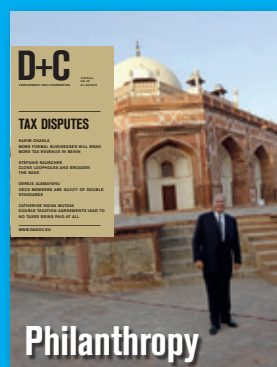 D+C
DEVELOPMENT AND COOPERATION
TAX DISPUTES
KARIM OKANLA
MORE FORMAL BUSINESSES WILL MEAN
MORE TAX REVENUE IN BENIN
STEFANIE RAUSCHER
CLOSE LOOPHOLES AND BROADEN
THE BASE
DEREJE ALEMAYEHU
OECD MEMBERS ARE GUILTY OF DOUBLE
STANDARDS
CATHERINE NGINA MUTAVA
DOUBLE TAXATION AGREEMENTS LEAD TO
NO TAXES BEING PAID AT ALL
WWW.DANDC.EU
Philanthropy